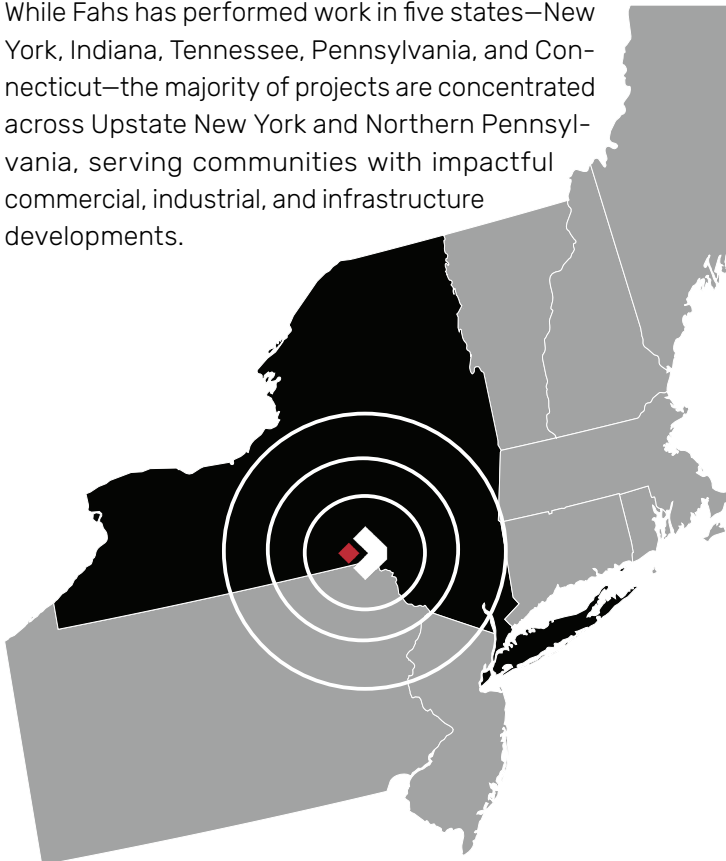 While Fahs has performed work in five states—New
York, Indiana, Tennessee, Pennsylvania, and Con-
necticut—the majority of projects are concentrated
across Upstate New York and Northern Pennsyl-
vania, serving communities with impactful
commercial, industrial, and infrastructure
developments.